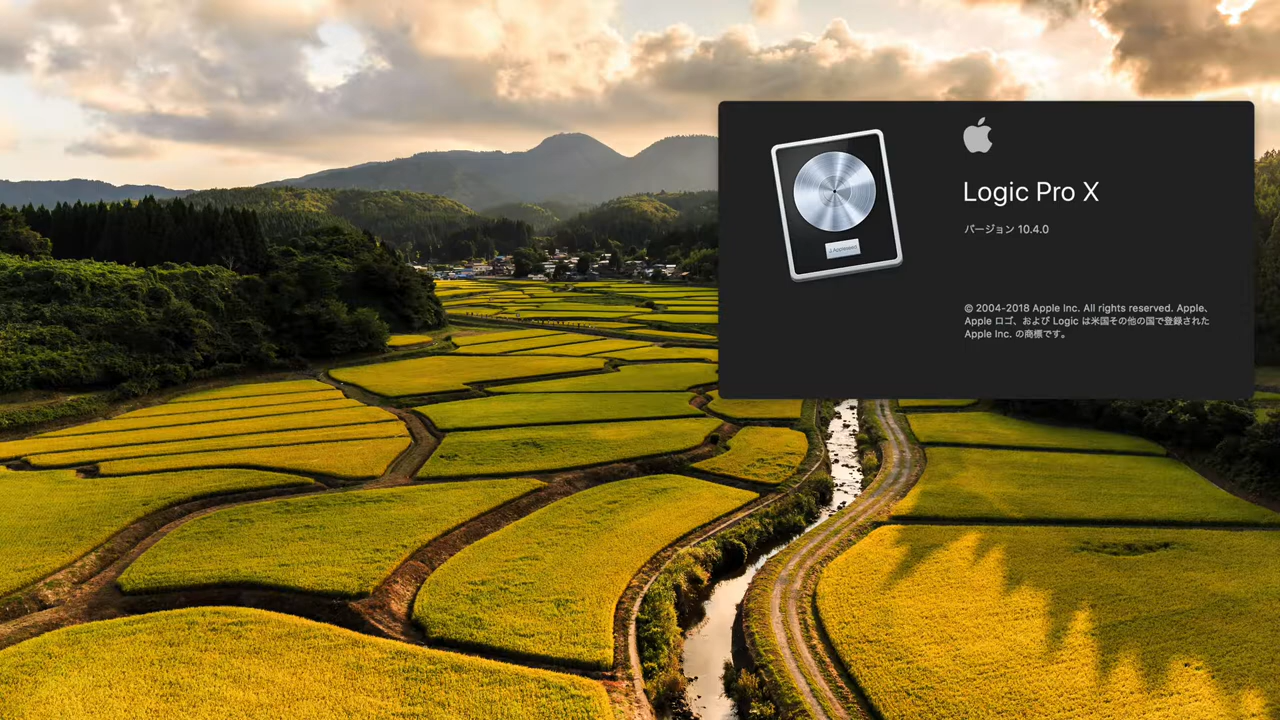 J. Appleseed
Logic Pro X
バージョン 10.4.0
© 2004-2018 Apple Inc. All rights reserved. Apple、
Apple ロゴ、および Logic は米国その他の国で登録された
Apple Inc. の商標です。